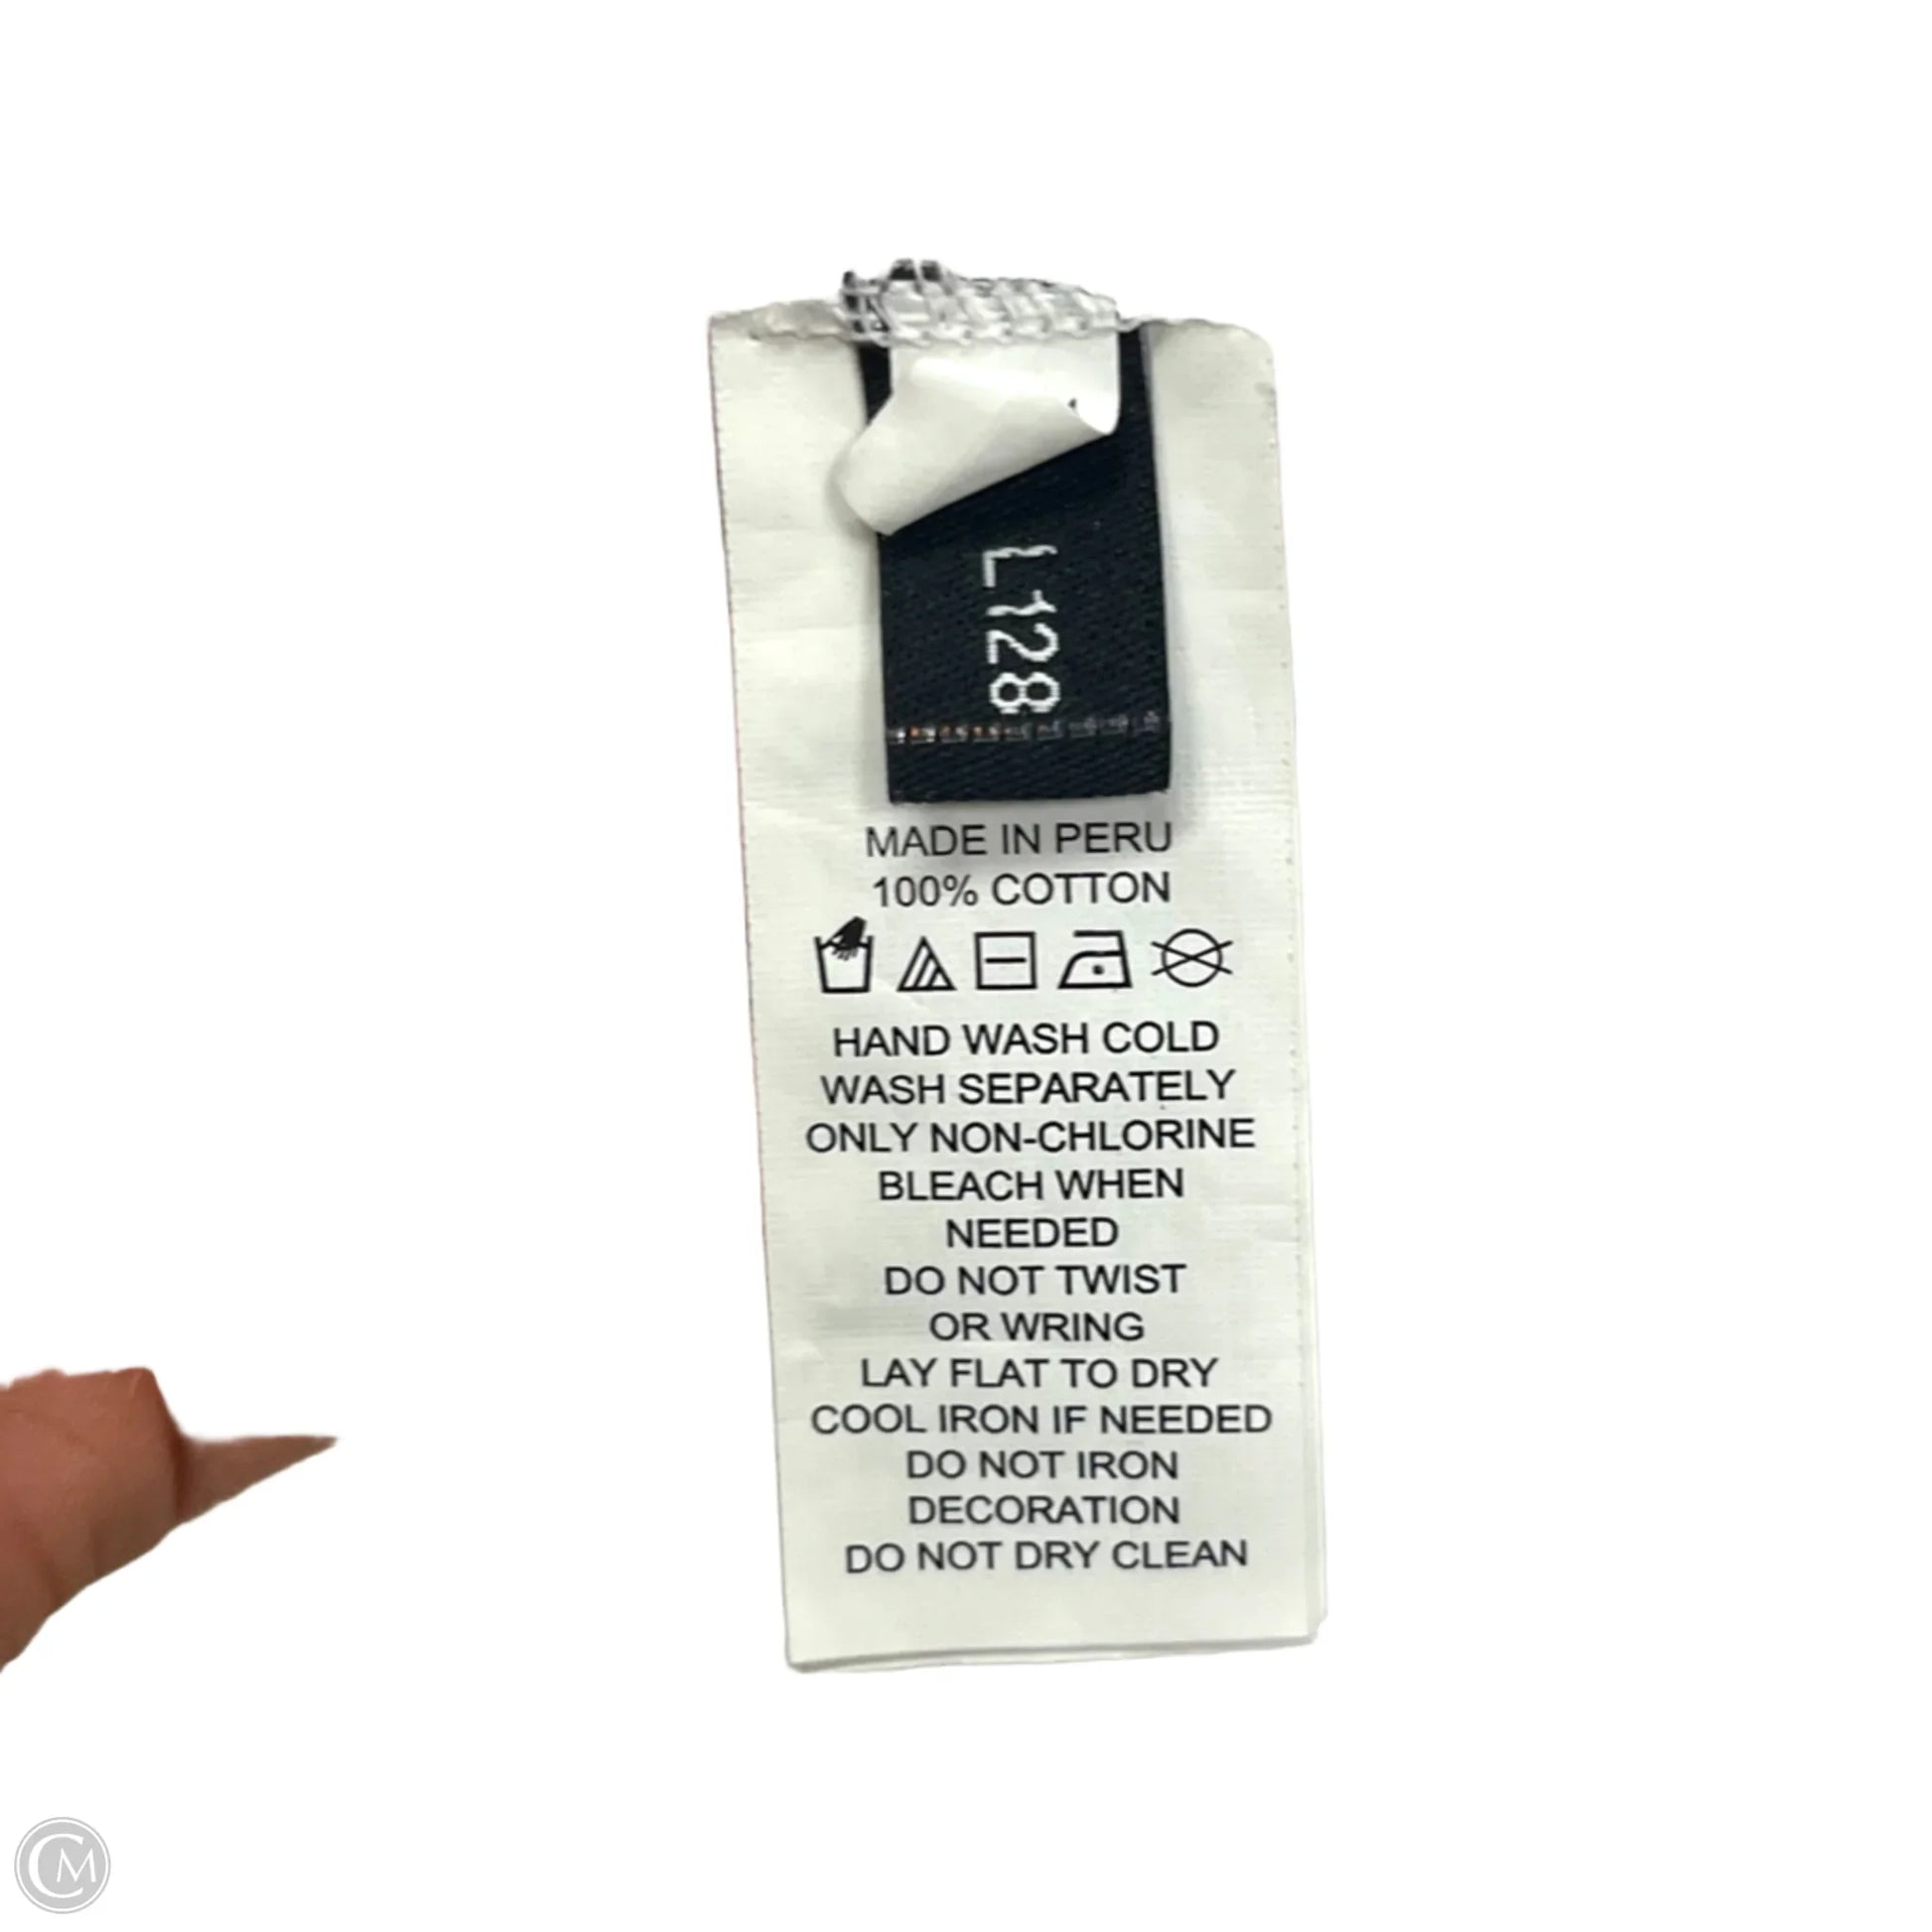 L128
MADE IN PERU
100% COTTON
HAND WASH COLD
WASH SEPARATELY
ONLY NON-CHLORINE
BLEACH WHEN
NEEDED
DO NOT TWIST
OR WRING
LAY FLAT TO DRY
COOL IRON IF NEEDED
DO NOT IRON
DECORATION
DO NOT DRY CLEAN
CM